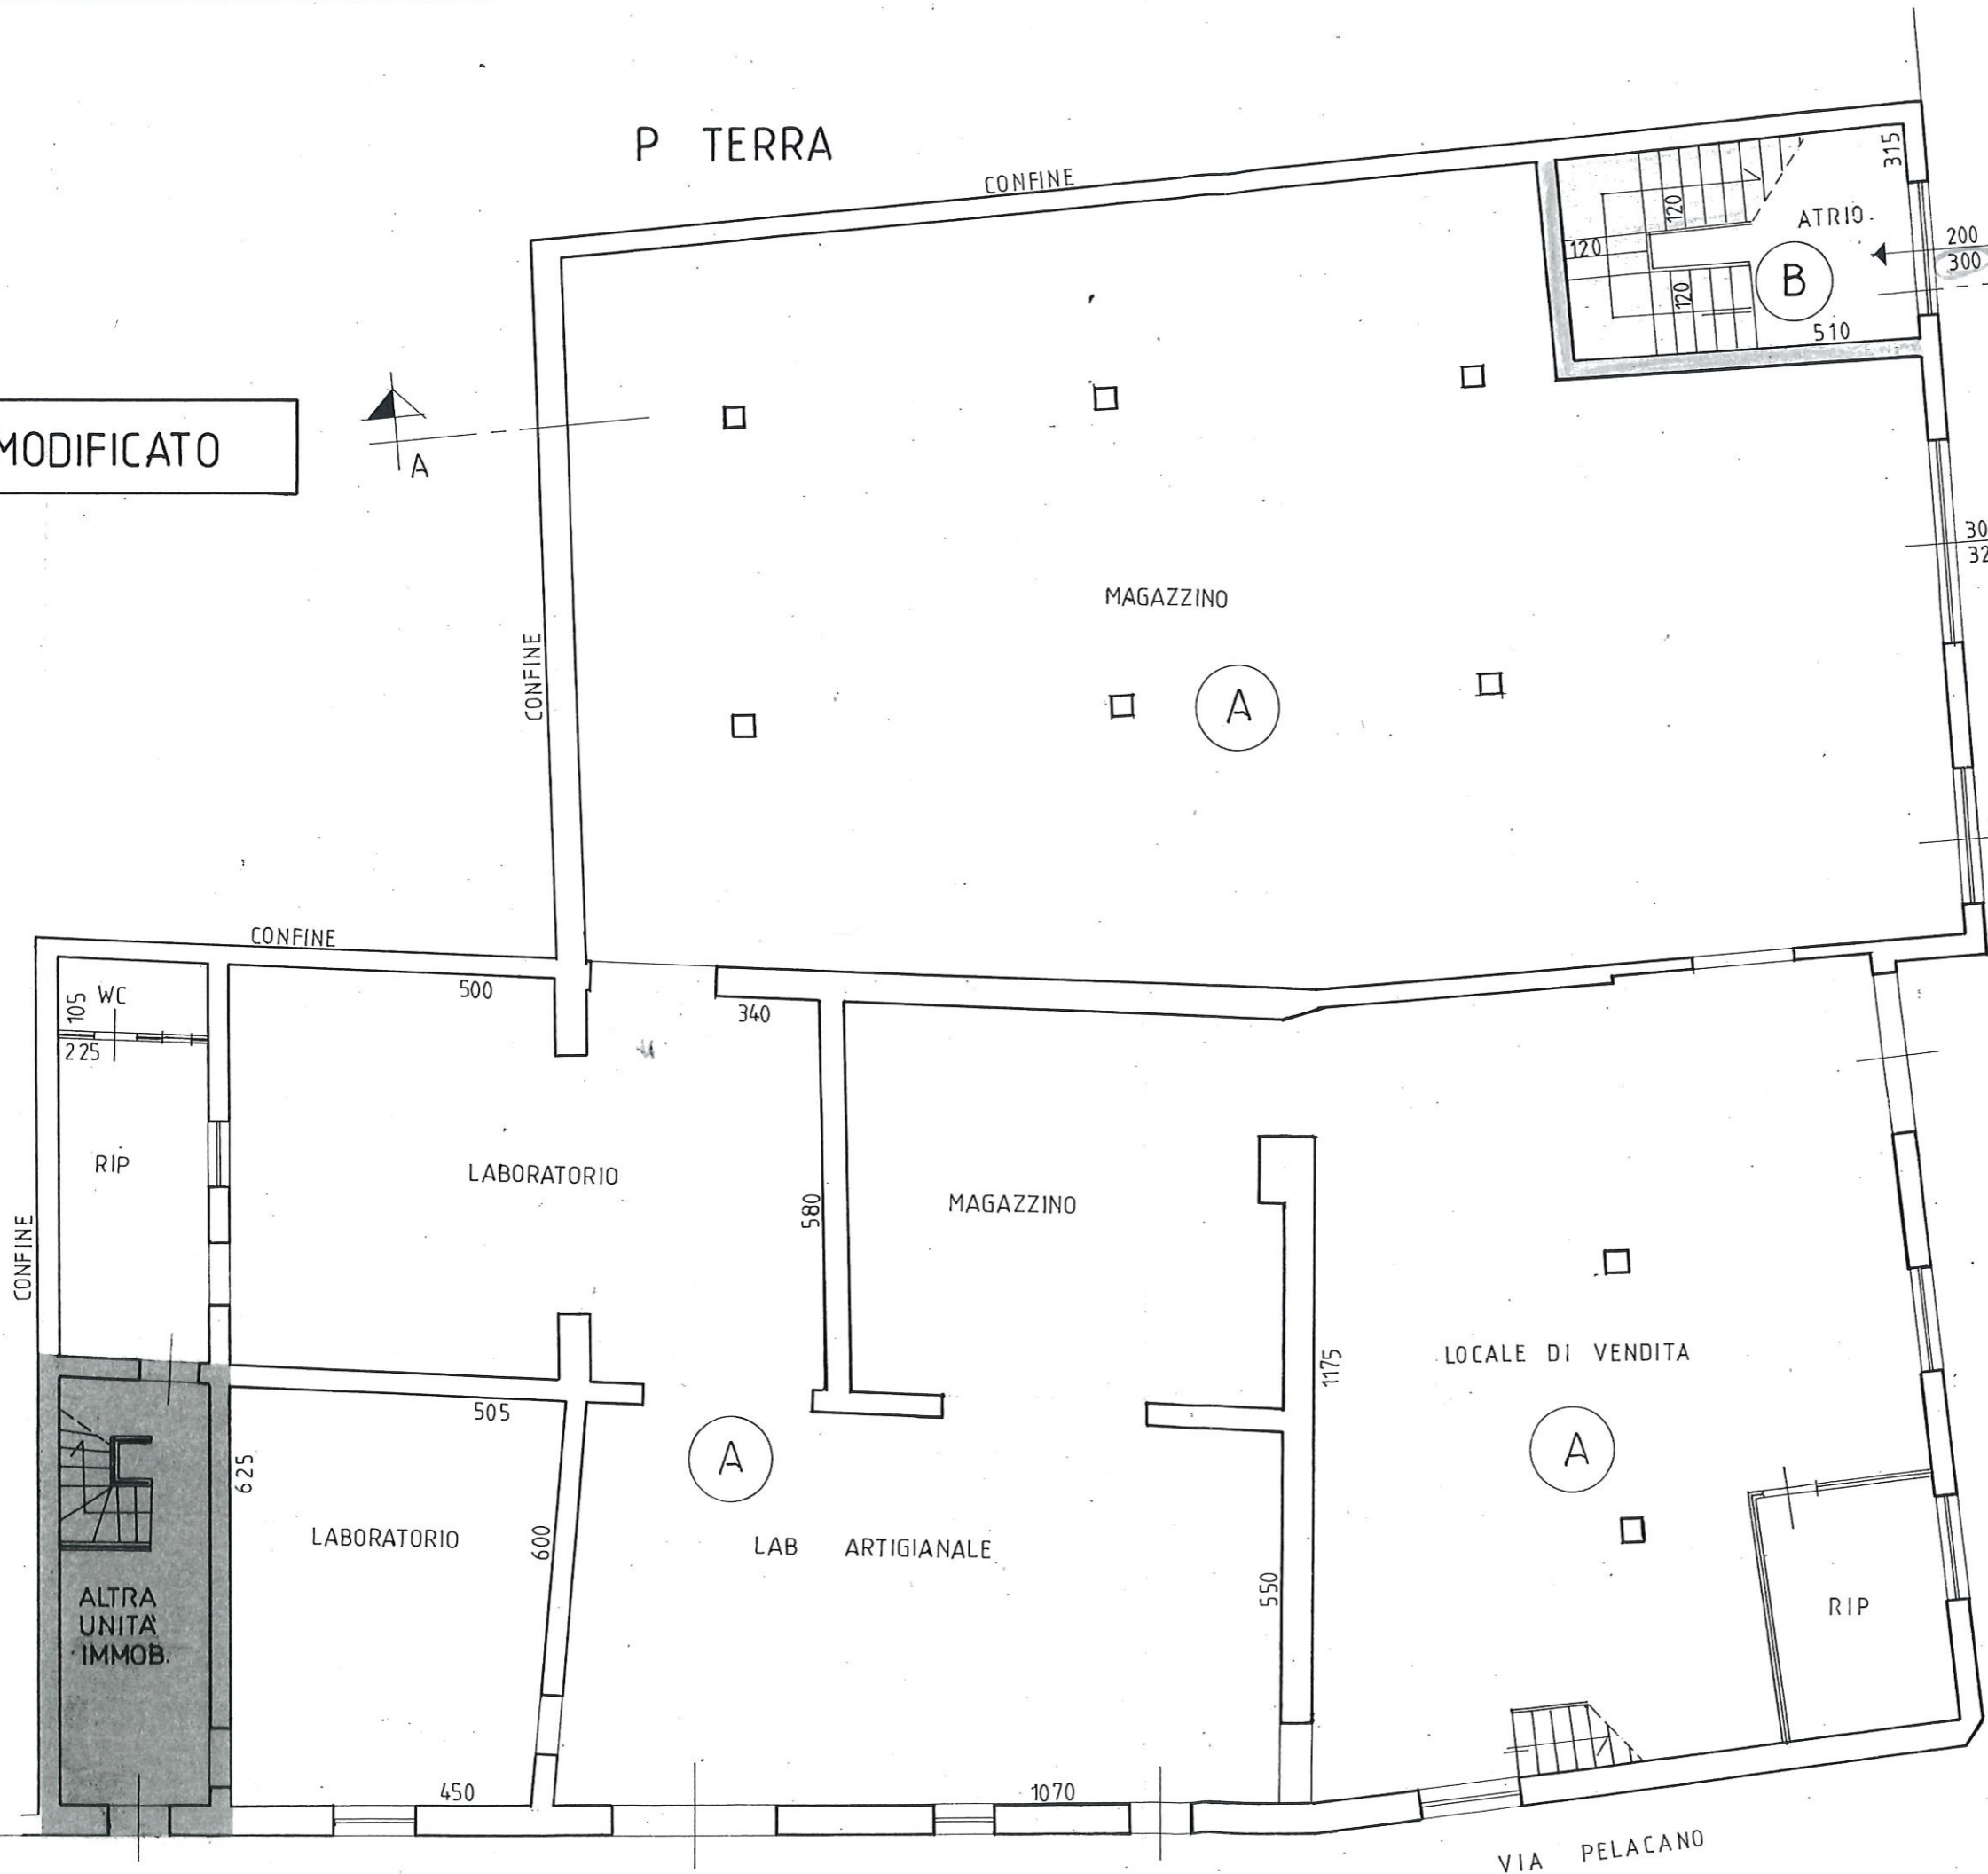 P TERRA
CONFINE
315
ATRIO
120
120
120
B
200
300
510
MODIFICATO
A
MAGAZZINO
CONFINE
A
CONFINE
500
WC
105
225
340
RIP
LABORATORIO
580
MAGAZZINO
CONFINE
LOCALE DI VENDITA
1175
505
A
A
625
LABORATORIO
600
LAB ARTIGIANALE
550
RIP
ALTRA
UNITA'
IMMOB.
450
1070
VIA PELACANO